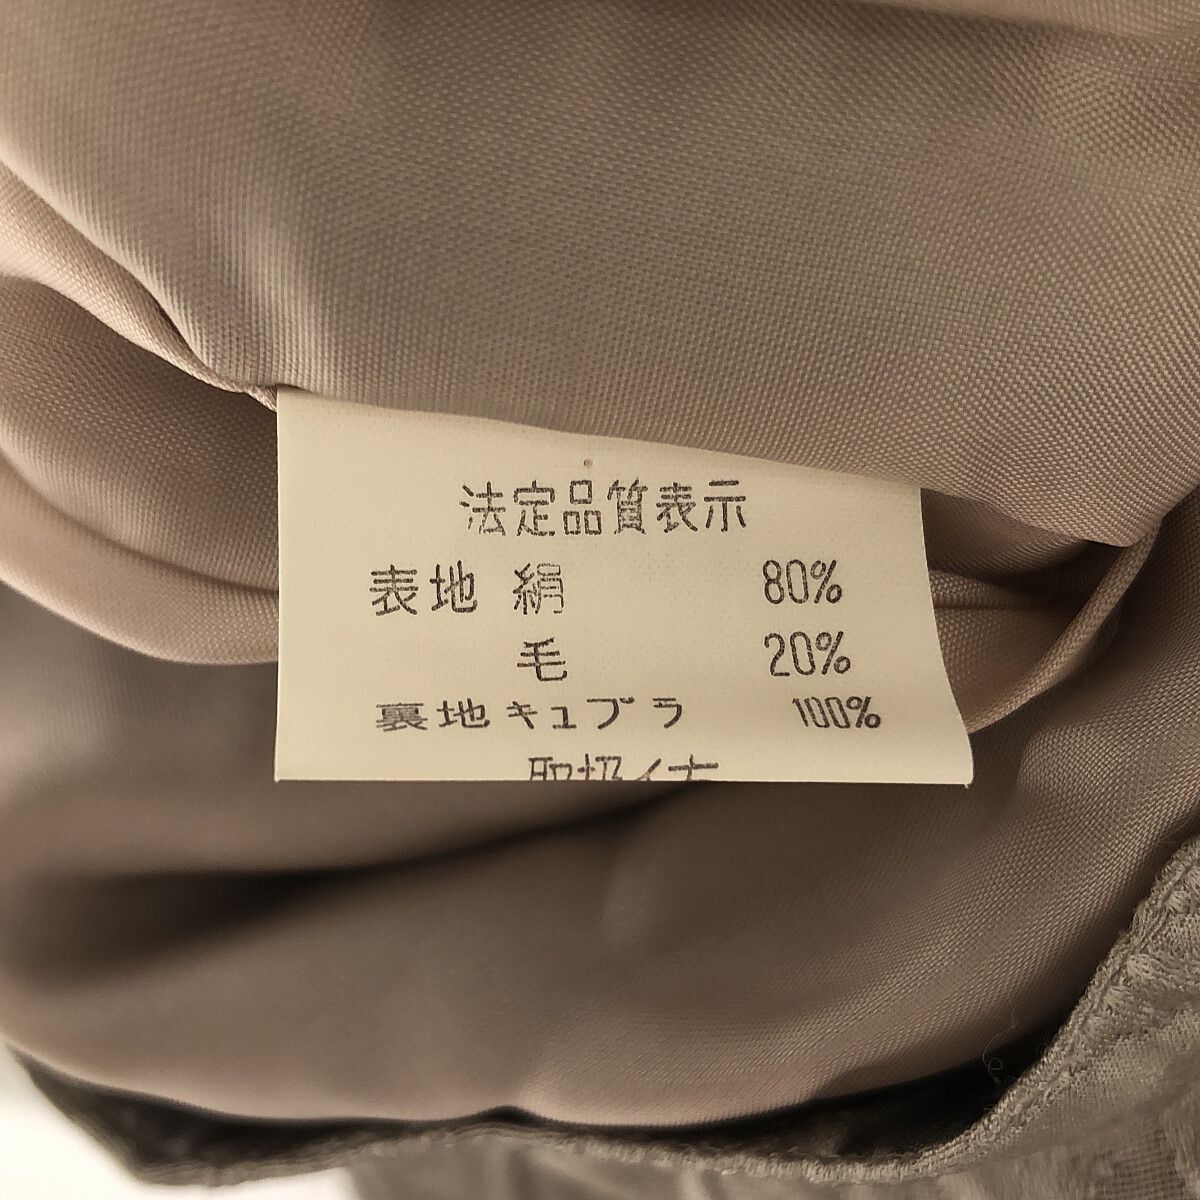 法定品質表示
表地 絹 80%
毛 20%
裏地キュプラ 100%